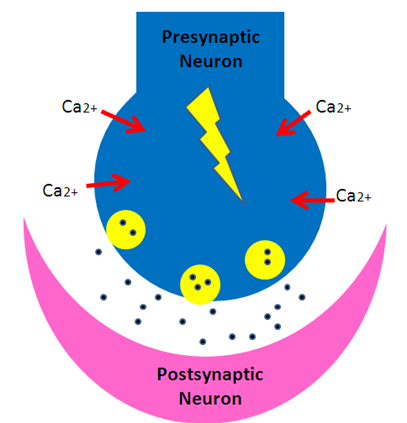 Presynaptic
Neuron
Ca2+
Ca2+
Ca2+
Ca2+
Postsynaptic
Neuron